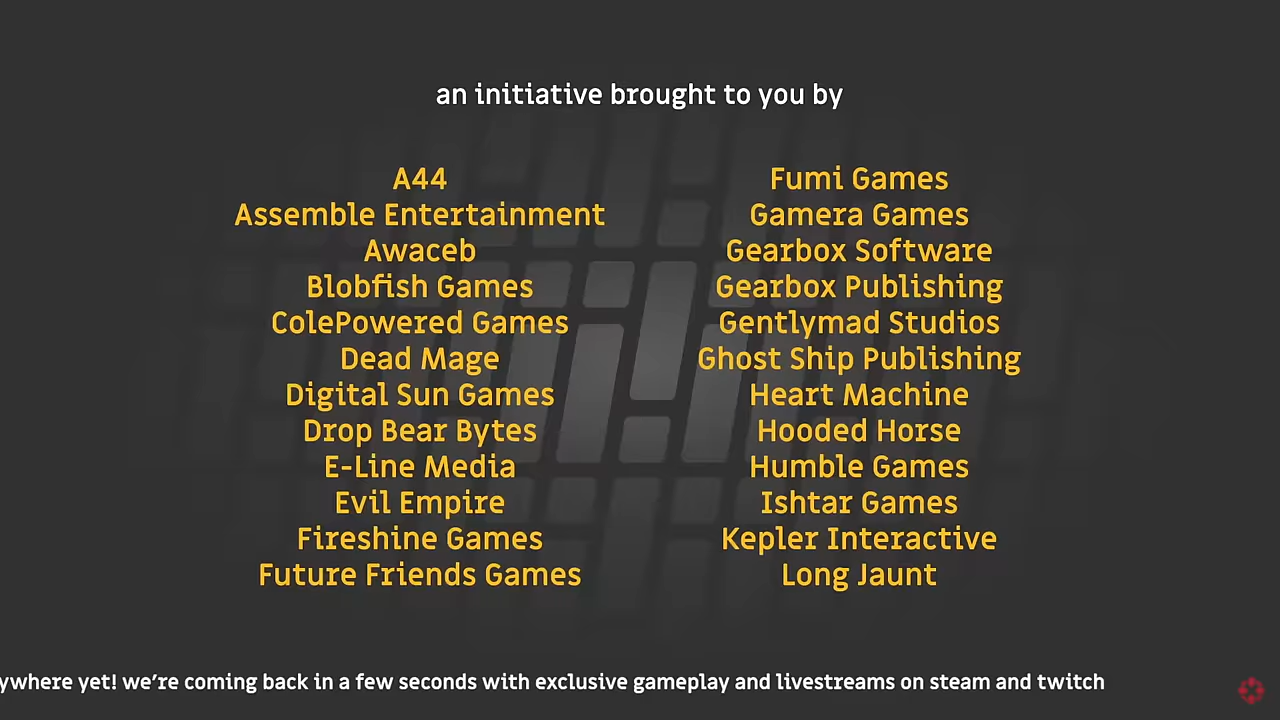 an initiative brought to you by
A44
Assemble Entertainment
Awaceb
Blobfish Games
ColePowered Games
Dead Mage
Digital Sun Games
Drop Bear Bytes
E-Line Media
Evil Empire
Fireshine Games
Future Friends Games
Fumi Games
Gamera Games
Gearbox Software
Gearbox Publishing
Gentlymad Studios
Ghost Ship Publishing
Heart Machine
Hooded Horse
Humble Games
Ishtar Games
Kepler Interactive
Long Jaunt
yet! we’re coming back in a few seconds with exclusive gameplay and livestreams on steam and twitch